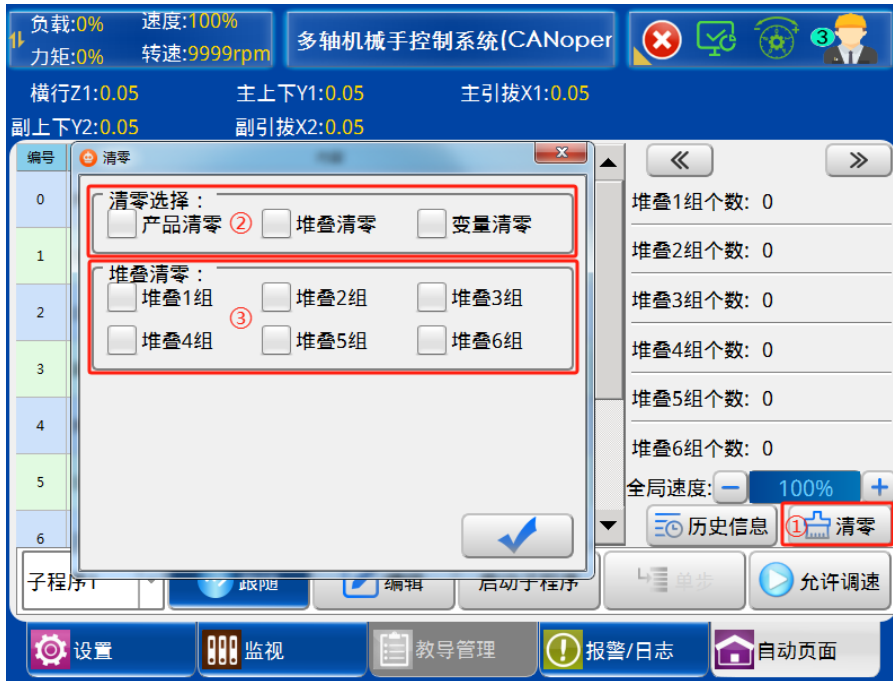 负载:0% 速度:100%
力矩:0% 转速:9999rpm
多轴机械手控制系统(CANoper
3
横行Z1:0.05 主上下Y1:0.05 主引拔X1:0.05
副上下Y2:0.05 副引拔X2:0.05
编号
清零
X
0
1
2
3
4
5
6
清零选择：
产品清零 ② 堆叠清零 变量清零
堆叠清零：
堆叠1组 堆叠2组 堆叠3组
③
堆叠4组 堆叠5组 堆叠6组
堆叠1组个数: 0
堆叠2组个数: 0
堆叠3组个数: 0
堆叠4组个数: 0
堆叠5组个数: 0
堆叠6组个数: 0
全局速度: − 100% +
历史信息 ① 清零
子程序1 跟随 编辑 启动子程序 单步 允许调速
设置 监视 教导管理 报警/日志 自动页面